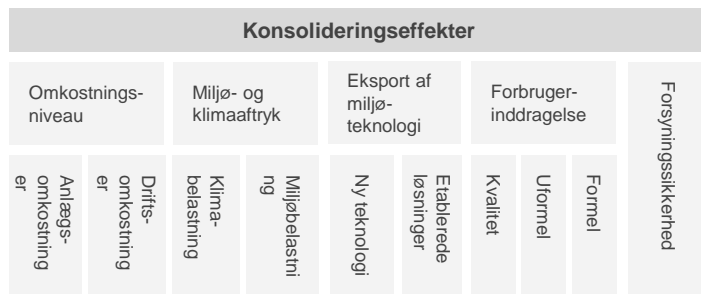 Konsolideringseffekter
Omkostnings-
niveau
Miljø- og
klimaaftryk
Eksport af
miljø-
teknologi
Forbruger-
inddragelse
Forsyningssikkerhed
Anlægs-
omkostning
er
Drifts-
omkostning
er
Klima-
belastning
Miljøbelastni
ng
Ny teknologi
Etablerede
løsninger
Kvalitet
Uformel
Formel